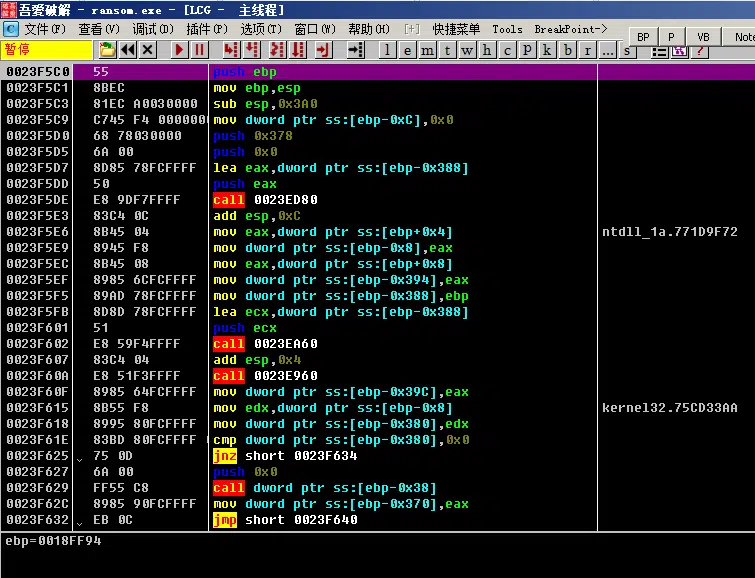 吾爱破解 - ransom.exe - [LCG - 主线程]
文件(F) 查看(V) 调试(D) 插件(P) 选项(T) 窗口(W) 帮助(H) [+] 快捷菜单 Tools BreakPoint->
BP P VB Note
暂停 l e m t w h c p k b r ... s ?
0023F5C0 55 push ebp
0023F5C1 8BEC mov ebp,esp
0023F5C3 81EC A0030000 sub esp,0x3A0
0023F5C9 C745 F4 0000000 mov dword ptr ss:[ebp-0xC],0x0
0023F5D0 68 78030000 push 0x378
0023F5D5 6A 00 push 0x0
0023F5D7 8D85 78FCFFFF lea eax,dword ptr ss:[ebp-0x388]
0023F5DD 50 push eax
0023F5DE E8 9DF7FFFF call 0023ED80
0023F5E3 83C4 0C add esp,0xC
0023F5E6 8B45 04 mov eax,dword ptr ss:[ebp+0x4] ntdll_1a.771D9F72
0023F5E9 8945 F8 mov dword ptr ss:[ebp-0x8],eax
0023F5EC 8B45 08 mov eax,dword ptr ss:[ebp+0x8]
0023F5EF 8985 6CFCFFFF mov dword ptr ss:[ebp-0x394],eax
0023F5F5 89AD 78FCFFFF mov dword ptr ss:[ebp-0x388],ebp
0023F5FB 8D8D 78FCFFFF lea ecx,dword ptr ss:[ebp-0x388]
0023F601 51 push ecx
0023F602 E8 59F4FFFF call 0023EA60
0023F607 83C4 04 add esp,0x4
0023F60A E8 51F3FFFF call 0023E960
0023F60F 8985 64FCFFFF mov dword ptr ss:[ebp-0x39C],eax
0023F615 8B55 F8 mov edx,dword ptr ss:[ebp-0x8] kernel32.75CD33AA
0023F618 8995 80FCFFFF mov dword ptr ss:[ebp-0x380],edx
0023F61E 83BD 80FCFFFF cmp dword ptr ss:[ebp-0x380],0x0
0023F625 75 0D jnz short 0023F634
0023F627 6A 00 push 0x0
0023F629 FF55 C8 call dword ptr ss:[ebp-0x38]
0023F62C 8985 90FCFFFF mov dword ptr ss:[ebp-0x370],eax
0023F632 EB 0C jmp short 0023F640
ebp=0018FF94